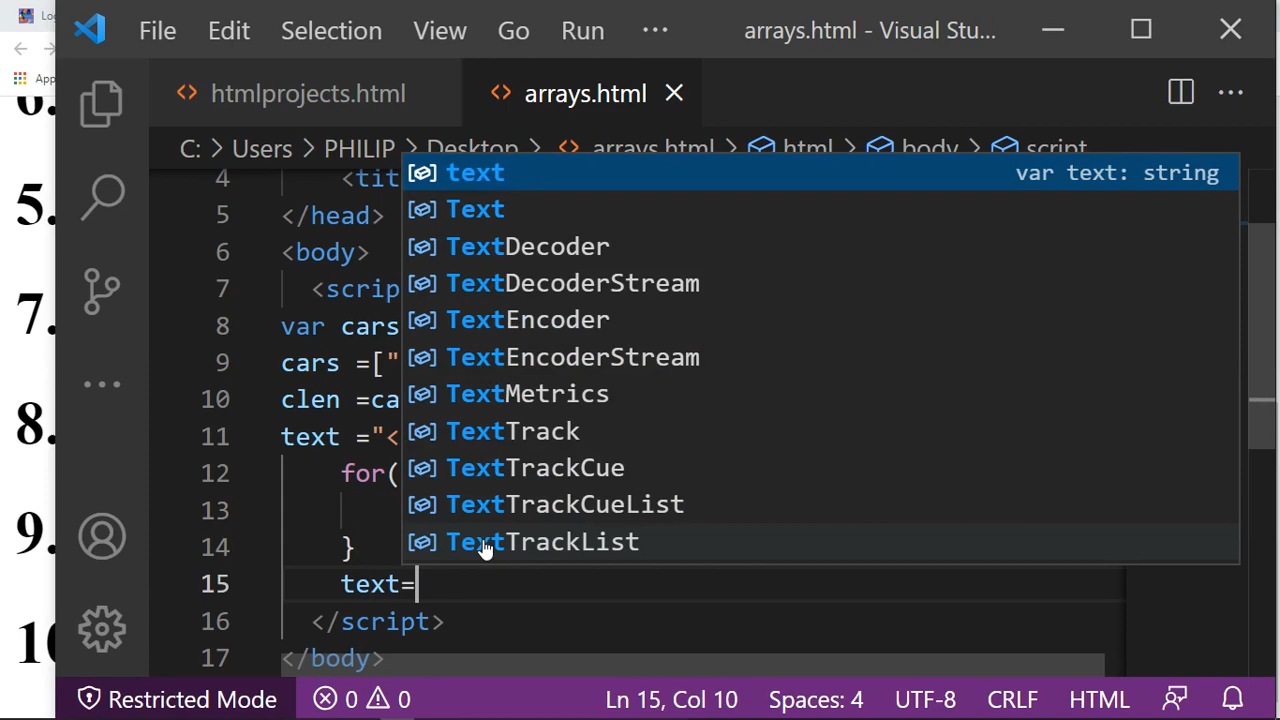 Lo
File Edit Selection View Go Run ··· arrays.html - Visual Stu...
App
htmlprojects.html arrays.html
C: > Users > PHILIP > Desktop > arrays.html > html > body > script
6.
5.
7.
8.
9.
10
4 <tit
5 </head>
6 <body>
7 <scrip
8 var cars
9 cars =["
10 clen =ca
11 text ="<
12 for(
13
14 }
15 text=
16 </script>
17 </body>
text var text: string
Text
TextDecoder
TextDecoderStream
TextEncoder
TextEncoderStream
TextMetrics
TextTrack
TextTrackCue
TextTrackCueList
TextTrackList
Restricted Mode 0 0 Ln 15, Col 10 Spaces: 4 UTF-8 CRLF HTML